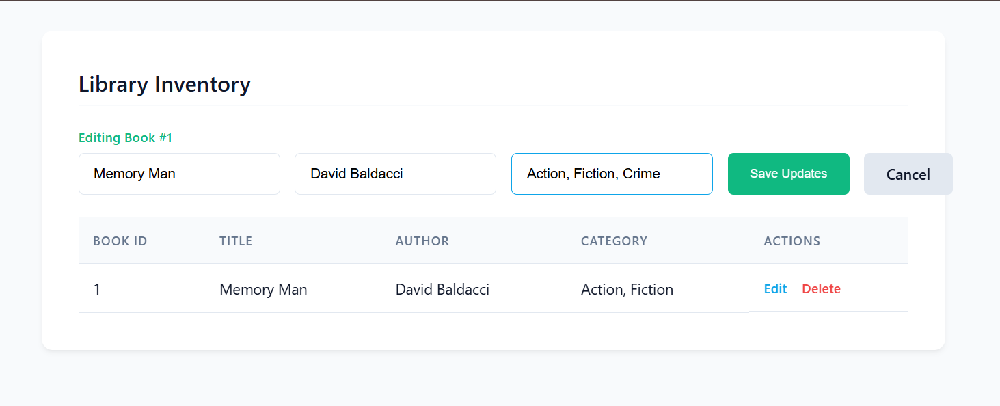 Library Inventory
Editing Book #1
Memory Man David Baldacci Action, Fiction, Crime Save Updates Cancel
BOOK ID TITLE AUTHOR CATEGORY ACTIONS
1 Memory Man David Baldacci Action, Fiction Edit Delete